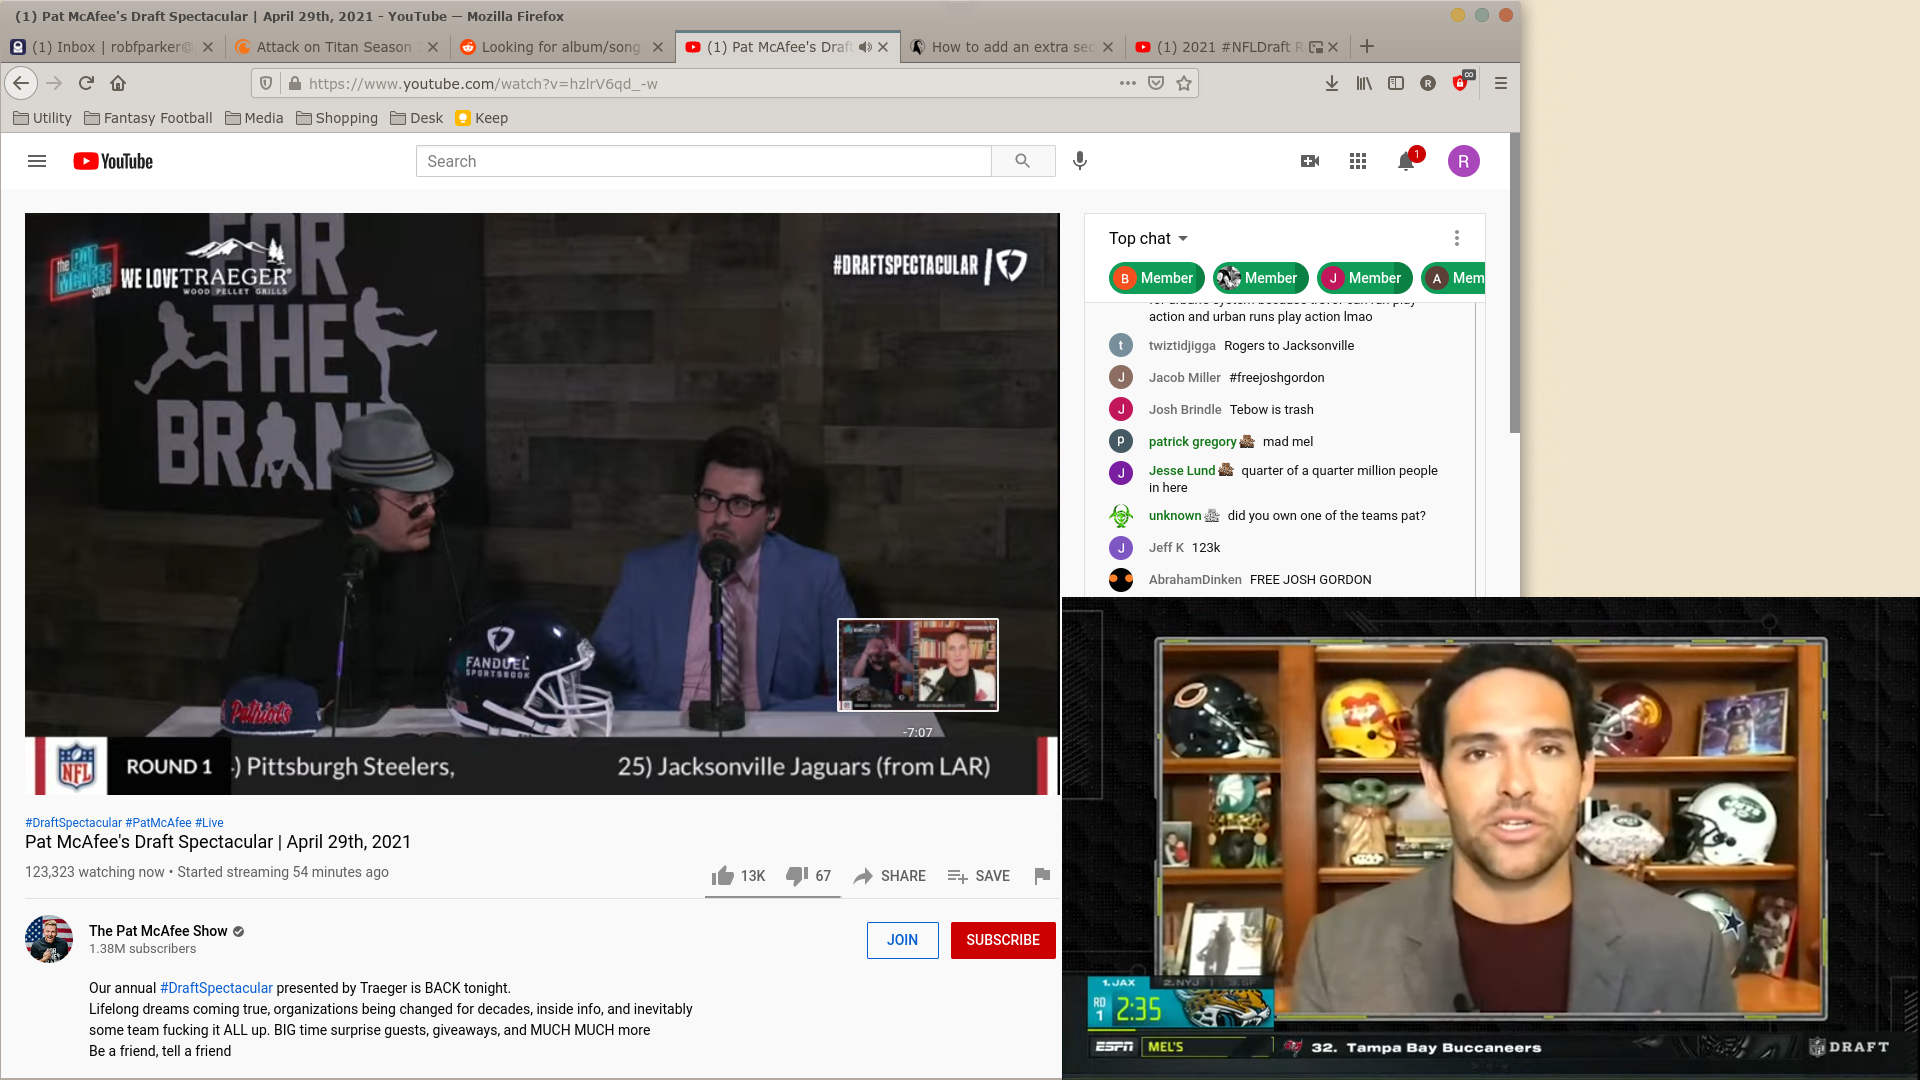 (1) Pat McAfee's Draft Spectacular | April 29th, 2021 - YouTube — Mozilla Firefox
(1) Inbox | robfparker@
Attack on Titan Season
Looking for album/song
(1) Pat McAfee's Draft
How to add an extra sec
(1) 2021 #NFLDraft R
https://www.youtube.com/watch?v=hzlrV6qd_-w
Utility
Fantasy Football
Media
Shopping
Desk
Keep
YouTube
Search
1
R
the PAT MCAFEE show
WE LOVE TRAEGER
WOOD PELLET GRILLS
#DRAFTSPECTACULAR
FOR
THE
BRAND
FANDUEL
SPORTSBOOK
Patriots
-7:07
NFL
ROUND 1
) Pittsburgh Steelers,
25) Jacksonville Jaguars (from LAR)
Top chat
B Member
Member
J Member
A Mem
action and urban runs play action lmao
t twiztidjigga Rogers to Jacksonville
J Jacob Miller #freejoshgordon
J Josh Brindle Tebow is trash
p patrick gregory mad mel
J Jesse Lund quarter of a quarter million people
in here
unknown did you own one of the teams pat?
J Jeff K 123k
AbrahamDinken FREE JOSH GORDON
#DraftSpectacular #PatMcAfee #Live
Pat McAfee's Draft Spectacular | April 29th, 2021
123,323 watching now • Started streaming 54 minutes ago
13K
67
SHARE
SAVE
The Pat McAfee Show
1.38M subscribers
JOIN
SUBSCRIBE
Our annual #DraftSpectacular presented by Traeger is BACK tonight.
Lifelong dreams coming true, organizations being changed for decades, inside info, and inevitably
some team fucking it ALL up. BIG time surprise guests, giveaways, and MUCH MUCH more
Be a friend, tell a friend
1. JAX
2. NYJ
3. SF
RD
1
2:35
ESPN
MEL'S
32. Tampa Bay Buccaneers
NFL DRAFT